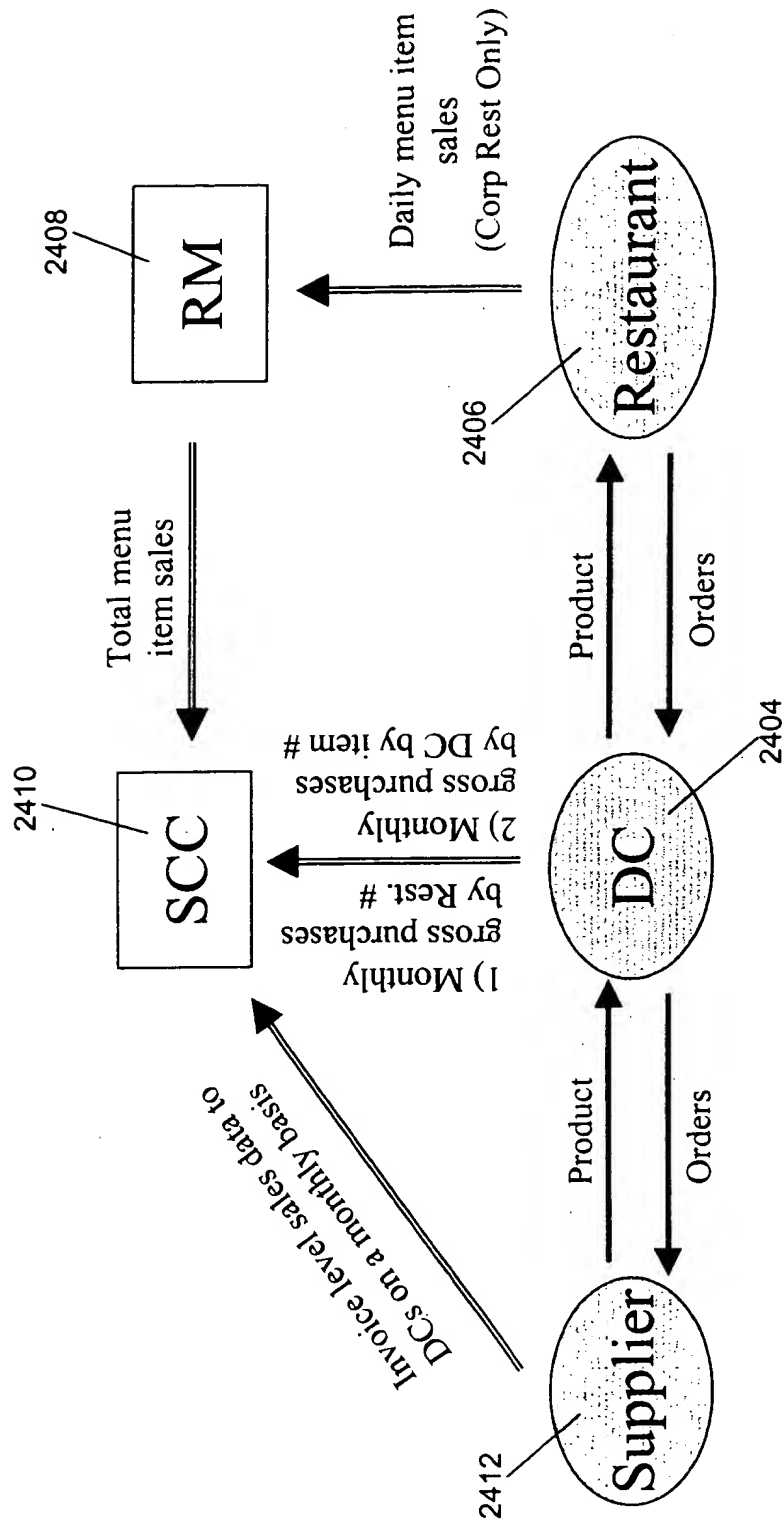 2410
SCC
Total menu
item sales
2408
RM
Invoice level sales data to
DCs on a monthly basis
1) Monthly
gross purchases
by Rest. #
2) Monthly
gross purchases
by DC by item #
Daily menu item
sales
(Corp Rest Only)
2412
Supplier
Product
Orders
DC
2404
Product
Orders
2406
Restaurant